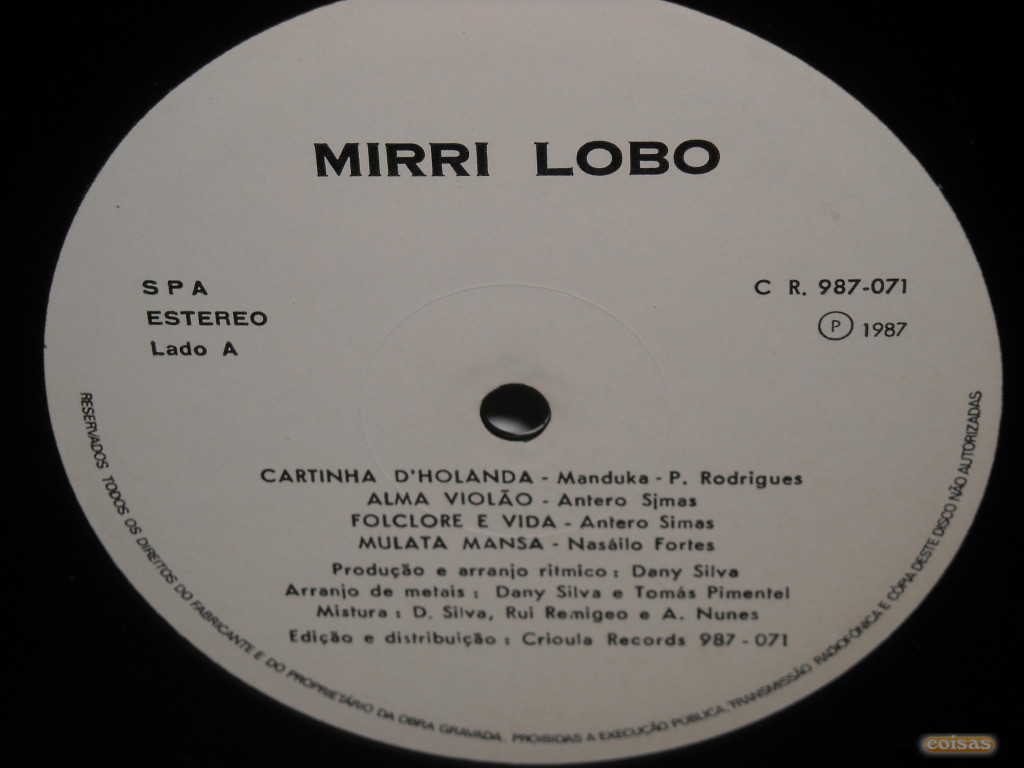 MIRRI LOBO
SPA
ESTEREO
Lado A
C R. 987-071
Ⓟ 1987
CARTINHA D'HOLANDA - Manduka - P. Rodrigues
ALMA VIOLÃO - Antero Simas
FOLCLORE E VIDA - Antero Simas
MULATA MANSA - Nasáilo Fortes
Produção e arranjo ritmico : Dany Silva
Arranjo de metais : Dany Silva e Tomás Pimentel
Mistura : D. Silva, Rui Remigeo e A. Nunes
Edição e distribuição : Crioula Records 987 - 071
RESERVADOS TODOS OS DIREITOS DO FABRICANTE E DO PROPRIETÁRIO DA OBRA GRAVADA. PROIBIDAS A EXECUÇÃO PÚBLICA, TRANSMISSÃO RADIOFÓNICA E CÓPIA DESTE DISCO NÃO AUTORIZADAS
coisas